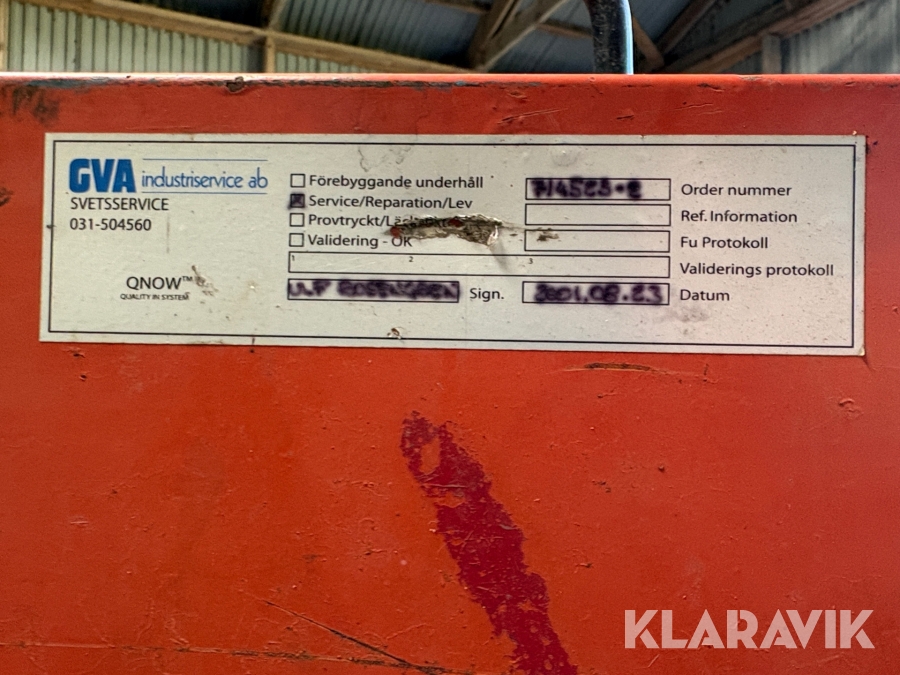 GVA industriservice ab
SVETSSERVICE
031-504560
QNOW™
QUALITY IN SYSTEM
Förebyggande underhåll
Service/Reparation/Lev
Provtryckt/
Validering - OK
1 2 3
Sign.
Order nummer
Ref. Information
Fu Protokoll
Validerings protokoll
Datum
KLARAVIK